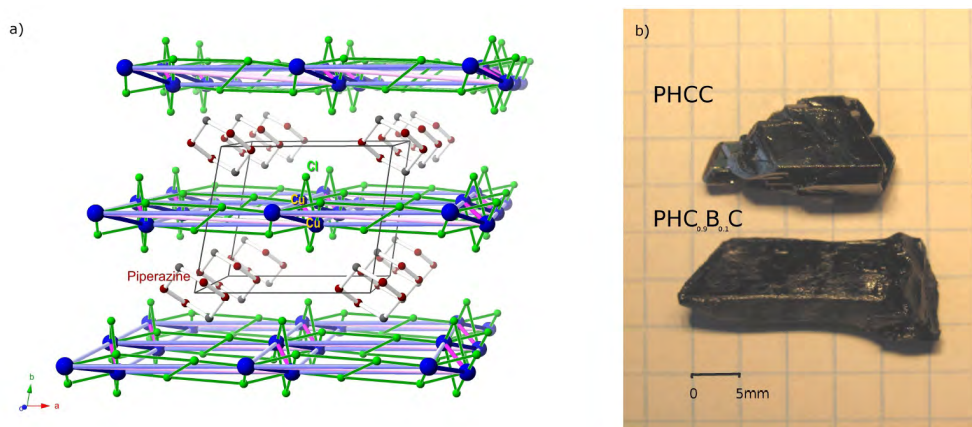 a)
Cl
Cu
Cu
Piperazine
b
c
a
b)
PHCC
PHC₀.₉B₀.₁C
0 5mm